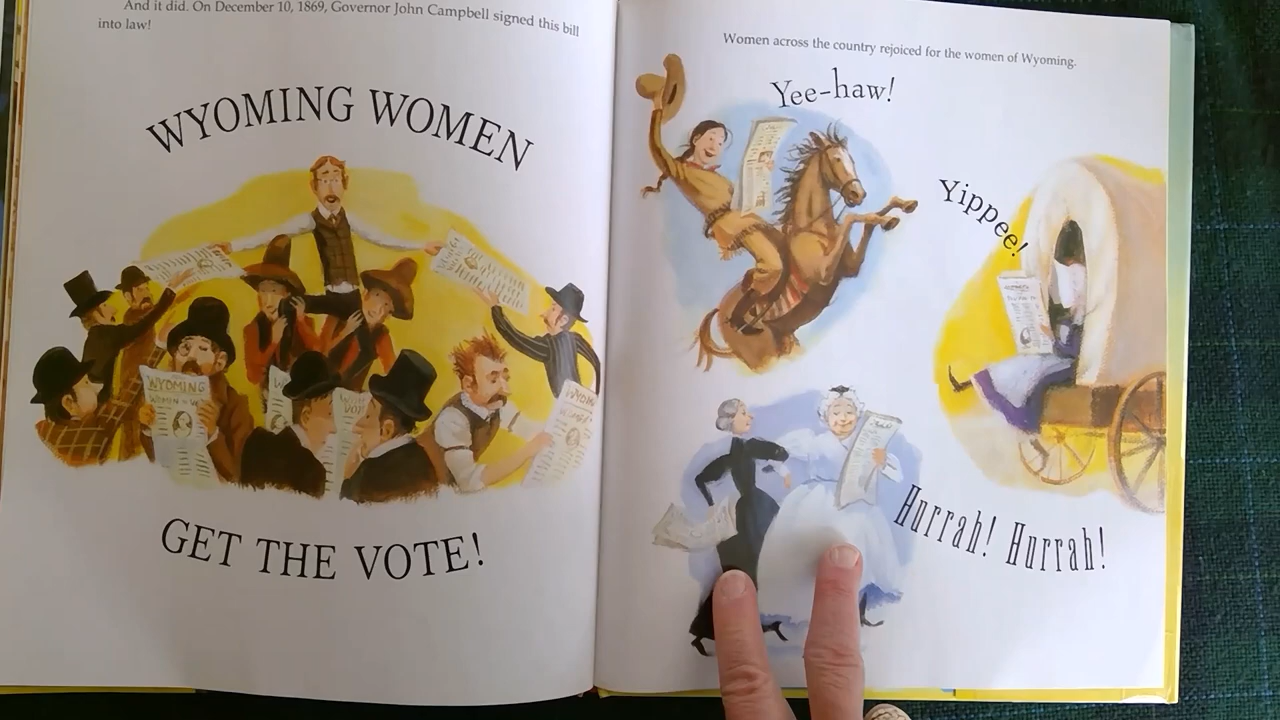 And it did. On December 10, 1869, Governor John Campbell signed this bill
into law!
WYOMING WOMEN
WYOMING
GET THE VOTE!
Women across the country rejoiced for the women of Wyoming.
Yee-haw!
Yippee!
Hurrah! Hurrah!